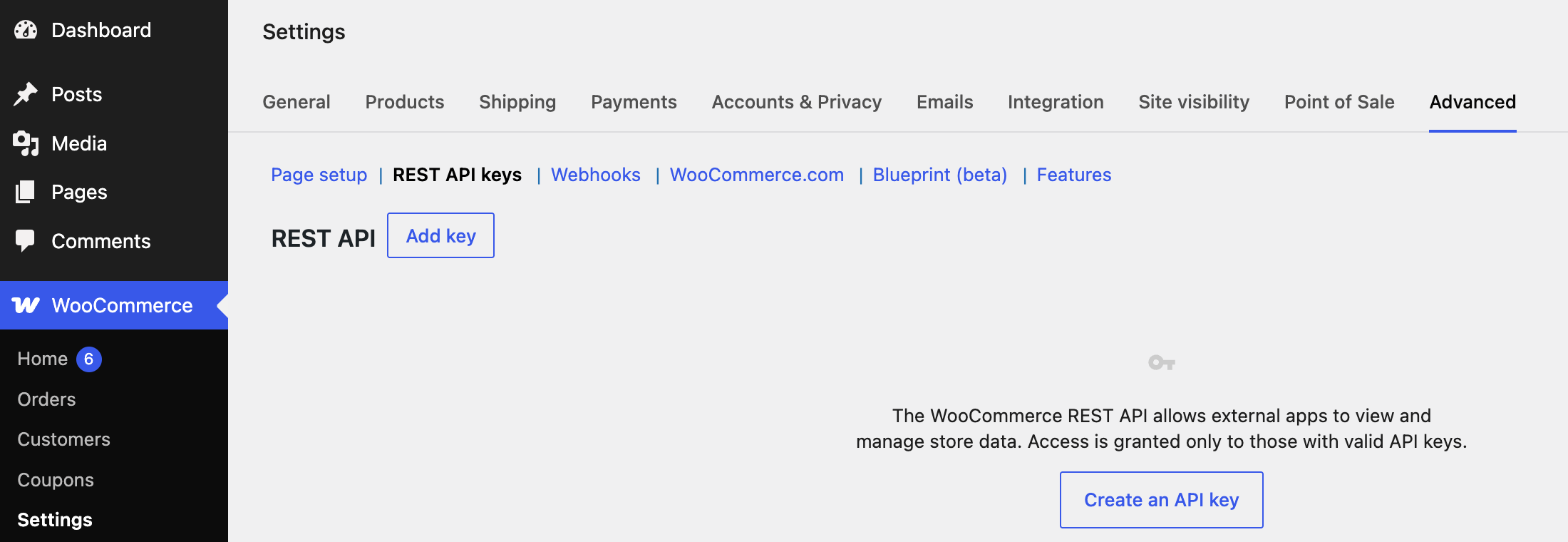 Dashboard
Posts
Media
Pages
Comments
WooCommerce
Home 6
Orders
Customers
Coupons
Settings
Settings
General Products Shipping Payments Accounts & Privacy Emails Integration Site visibility Point of Sale Advanced
Page setup | REST API keys | Webhooks | WooCommerce.com | Blueprint (beta) | Features
REST API Add key
The WooCommerce REST API allows external apps to view and
manage store data. Access is granted only to those with valid API keys.
Create an API key